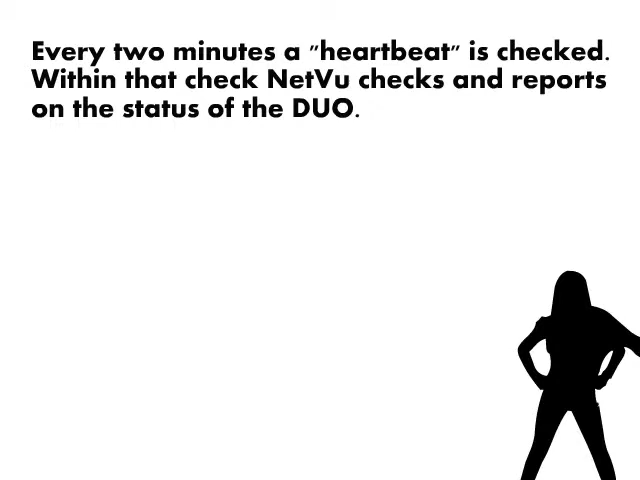 Every two minutes a "heartbeat" is checked.
Within that check NetVu checks and reports
on the status of the DUO.